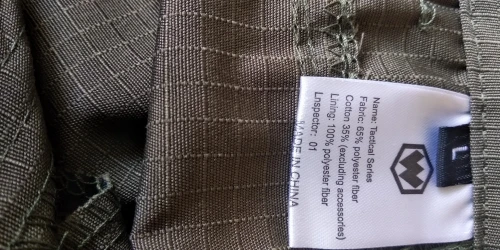 L
Name: Tactical Series
Fabric: 65% polyester fiber
Cotton 35% (excluding accessories)
Lining: 100% polyester fiber
Lnspector: 01
MADE IN CHINA